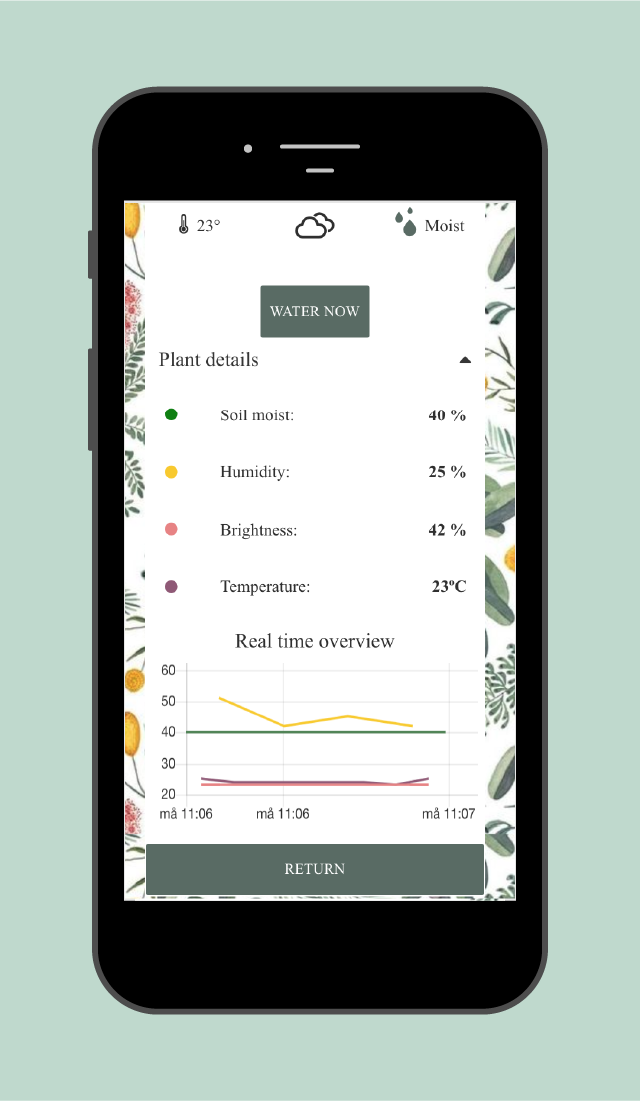 23° Moist
WATER NOW
Plant details
Soil moist: 40 %
Humidity: 25 %
Brightness: 42 %
Temperature: 23ºC
Real time overview
60
50
40
30
20
må 11:06 må 11:06 må 11:07
RETURN